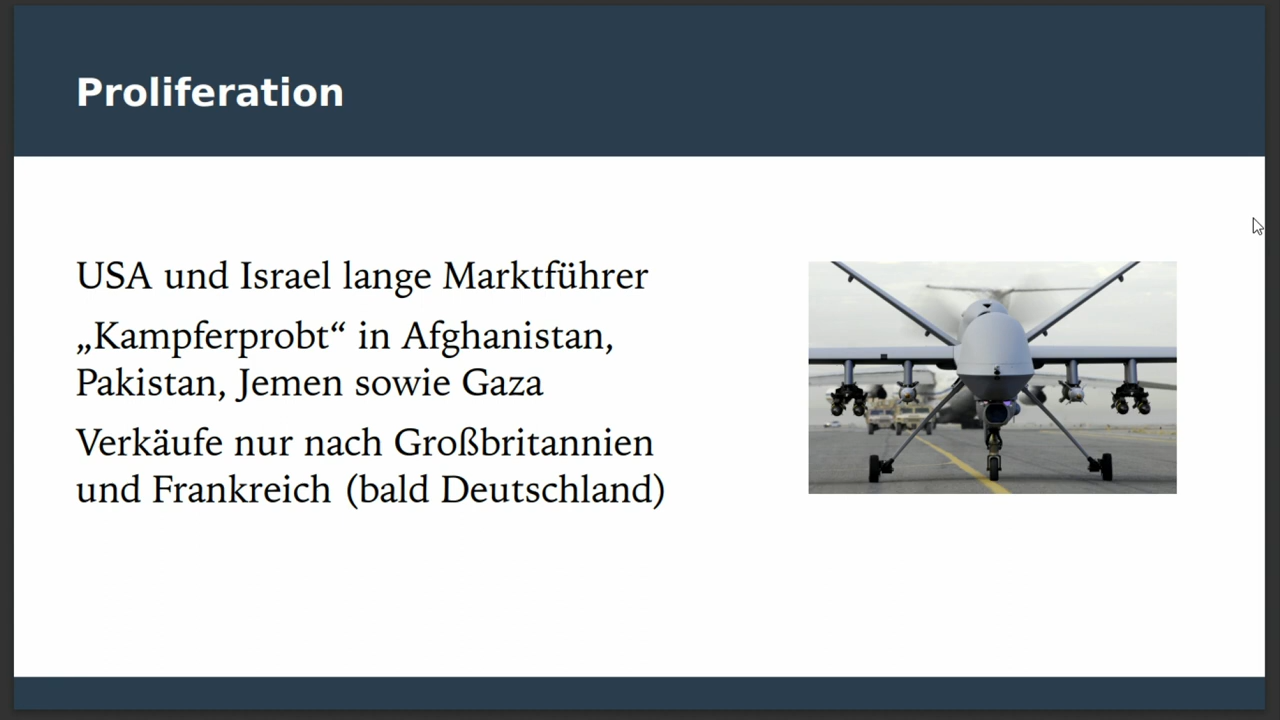 Proliferation
USA und Israel lange Marktführer
„Kampferprobt“ in Afghanistan,
Pakistan, Jemen sowie Gaza
Verkäufe nur nach Großbritannien
und Frankreich (bald Deutschland)